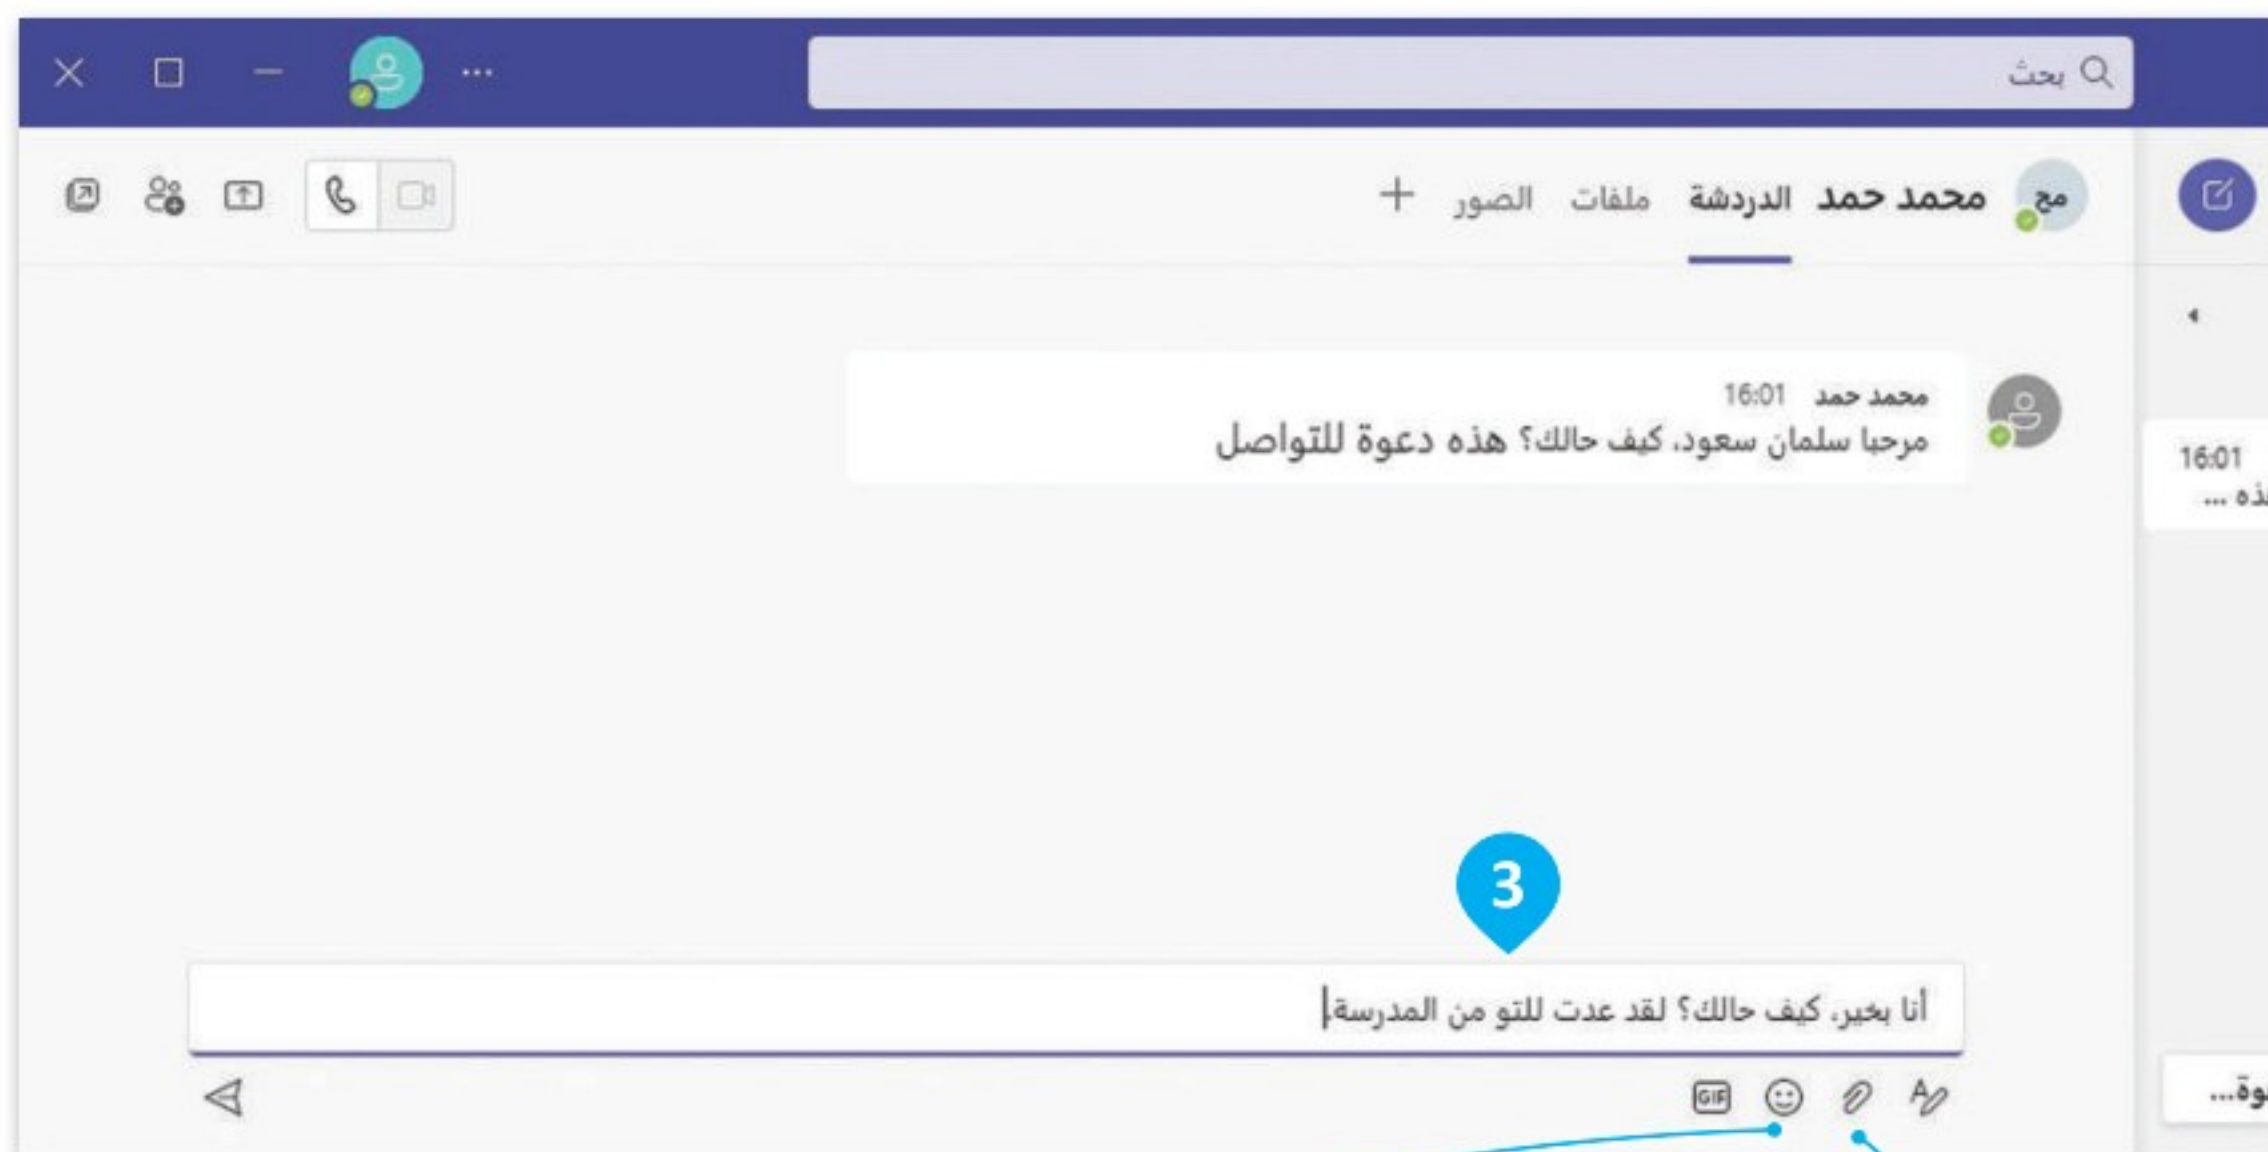 بحث
مح محمد حمد الدردشة ملفات الصور
محمد حمد 16:01
مرحبا سلمان سعود، كيف حالك؟ هذه دعوة للتواصل
16:01
...
3
أنا بخير، كيف حالك؟ لقد عدت للتو من المدرسة.
GIF